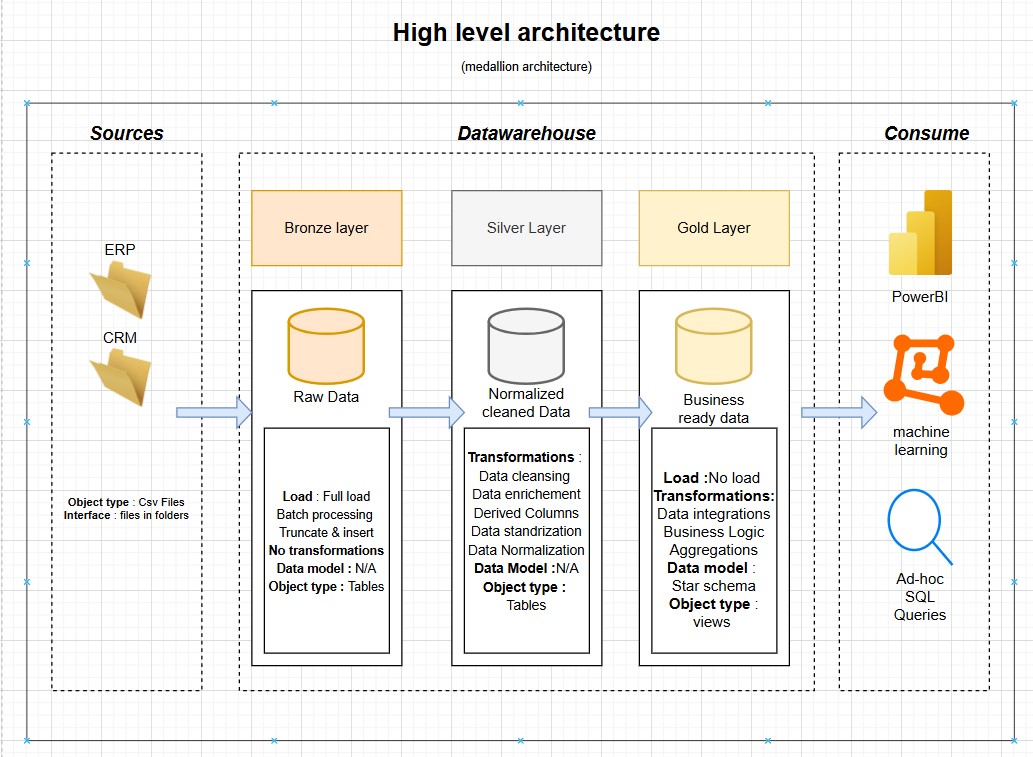 High level architecture
(medallion architecture)
Sources
Datawarehouse
Consume
ERP
CRM
Object type : Csv Files
Interface : files in folders
Bronze layer
Raw Data
Load : Full load
Batch processing
Truncate & insert
No transformations
Data model : N/A
Object type : Tables
Silver Layer
Normalized
cleaned Data
Transformations :
Data cleansing
Data enrichement
Derived Columns
Data standrization
Data Normalization
Data Model :N/A
Object type :
Tables
Gold Layer
Business
ready data
Load :No load
Transformations:
Data integrations
Business Logic
Aggregations
Data model :
Star schema
Object type :
views
PowerBI
machine
learning
Ad-hoc
SQL
Queries